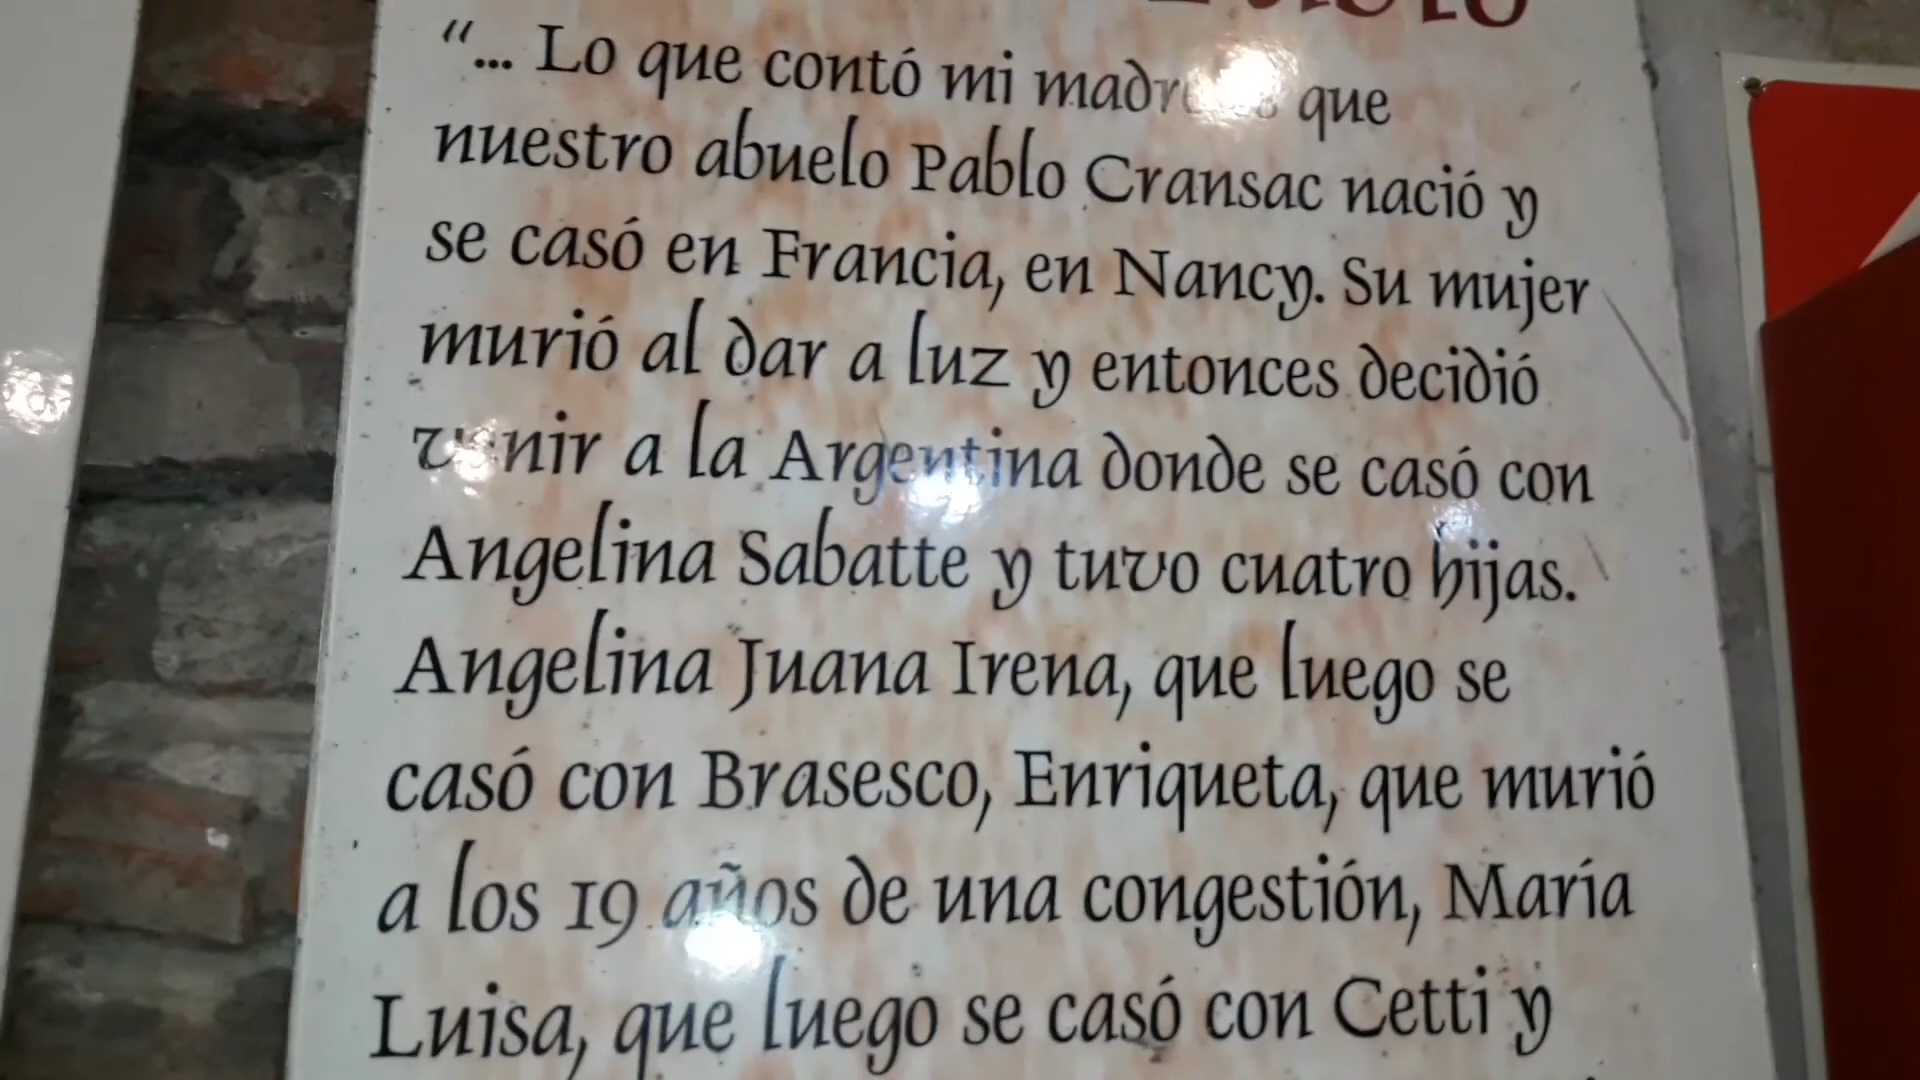 “... Lo que contó mi madre es que
nuestro abuelo Pablo Cransac nació y
se casó en Francia, en Nancy. Su mujer
murió al dar a luz y entonces decidió
venir a la Argentina donde se casó con
Angelina Sabatte y tuvo cuatro hijas.
Angelina Juana Irena, que luego se
casó con Brasesco, Enriqueta, que murió
a los 19 años de una congestión, María
Luisa, que luego se casó con Cetti y